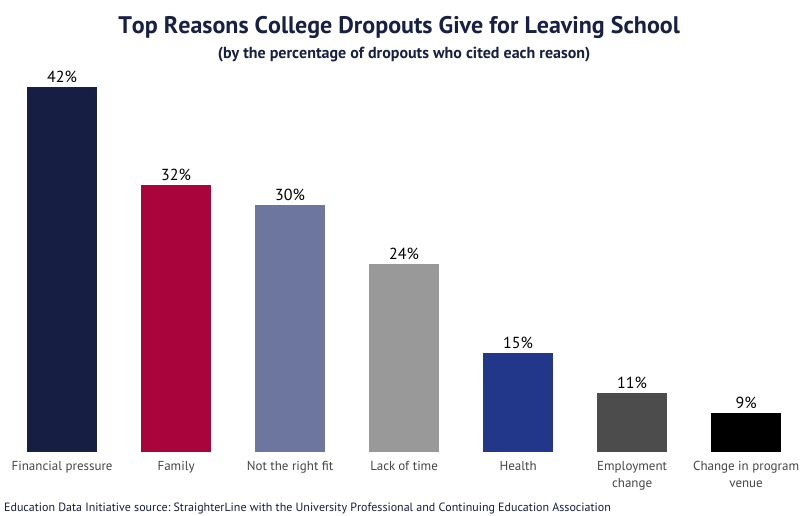 Top Reasons College Dropouts Give for Leaving School
(by the percentage of dropouts who cited each reason)
42%
32%
30%
24%
15%
11%
9%
Financial pressure
Family
Not the right fit
Lack of time
Health
Employment
change
Change in program
venue
Education Data Initiative source: StraighterLine with the University Professional and Continuing Education Association